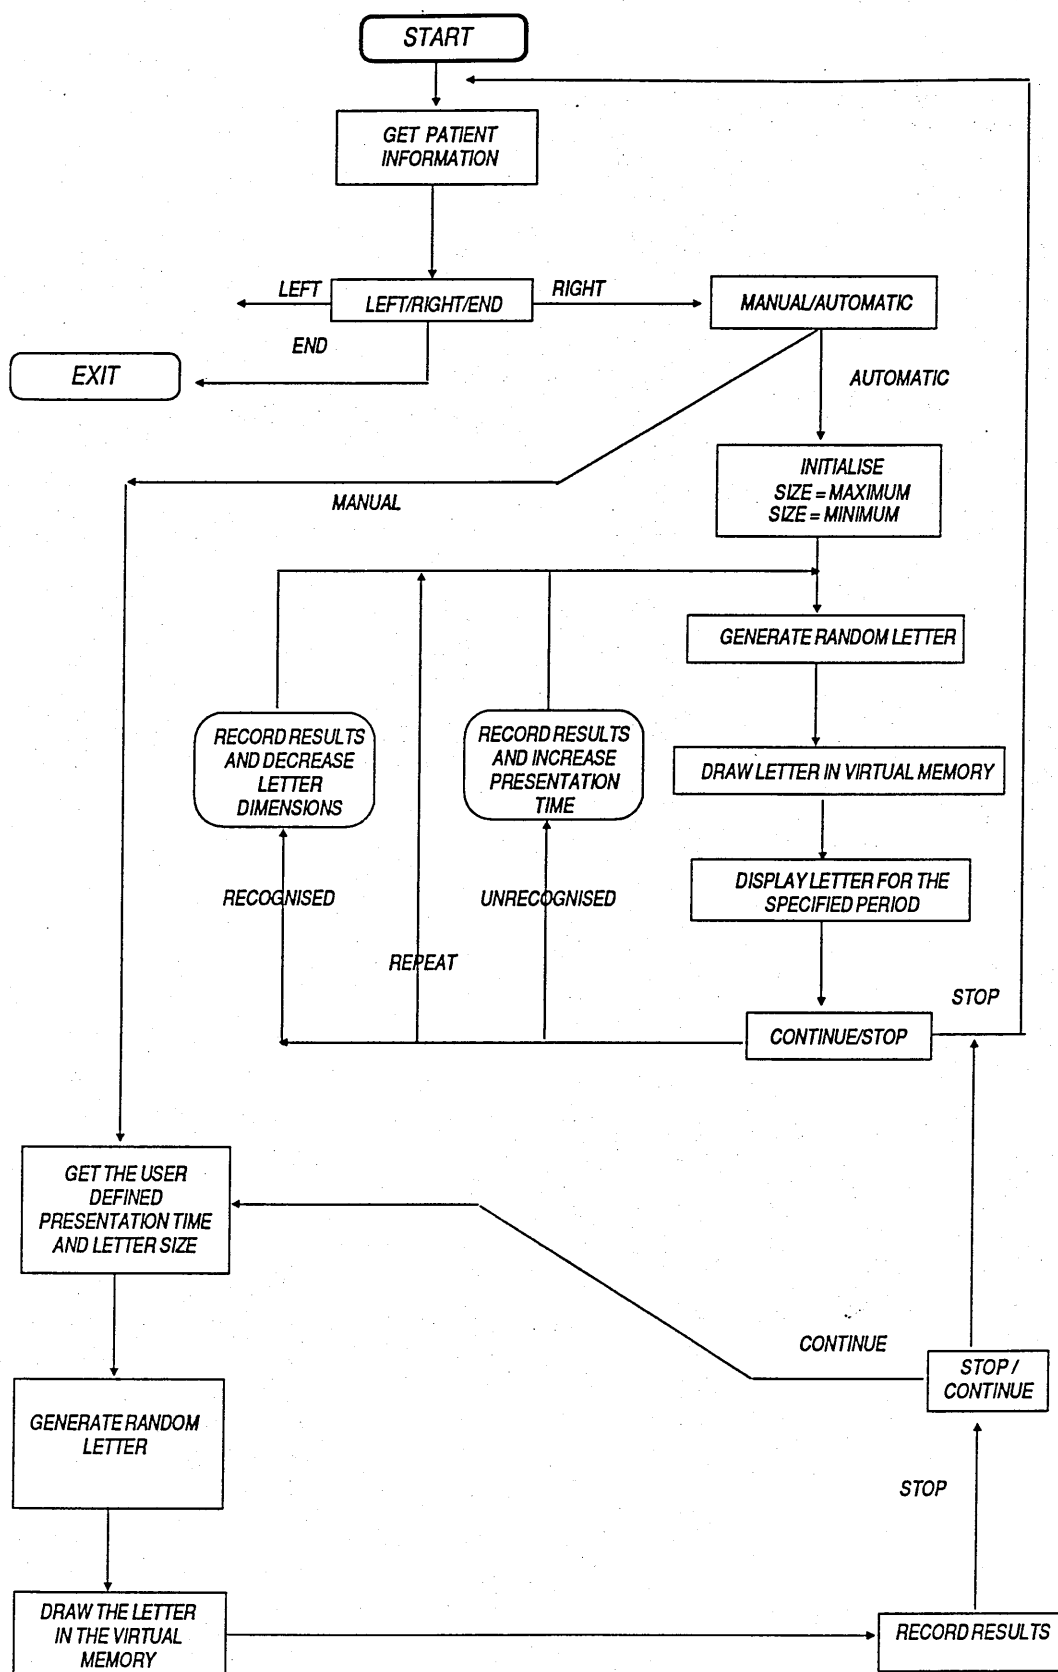 START
GET PATIENT
INFORMATION
LEFT
LEFT/RIGHT/END
RIGHT
MANUAL/AUTOMATIC
END
EXIT
AUTOMATIC
INITIALISE
SIZE = MAXIMUM
SIZE = MINIMUM
MANUAL
GENERATE RANDOM LETTER
RECORD RESULTS
AND DECREASE
LETTER
DIMENSIONS
RECORD RESULTS
AND INCREASE
PRESENTATION
TIME
DRAW LETTER IN VIRTUAL MEMORY
DISPLAY LETTER FOR THE
SPECIFIED PERIOD
RECOGNISED
UNRECOGNISED
REPEAT
STOP
CONTINUE/STOP
GET THE USER
DEFINED
PRESENTATION TIME
AND LETTER SIZE
CONTINUE
STOP /
CONTINUE
GENERATE RANDOM
LETTER
STOP
DRAW THE LETTER
IN THE VIRTUAL
MEMORY
RECORD RESULTS